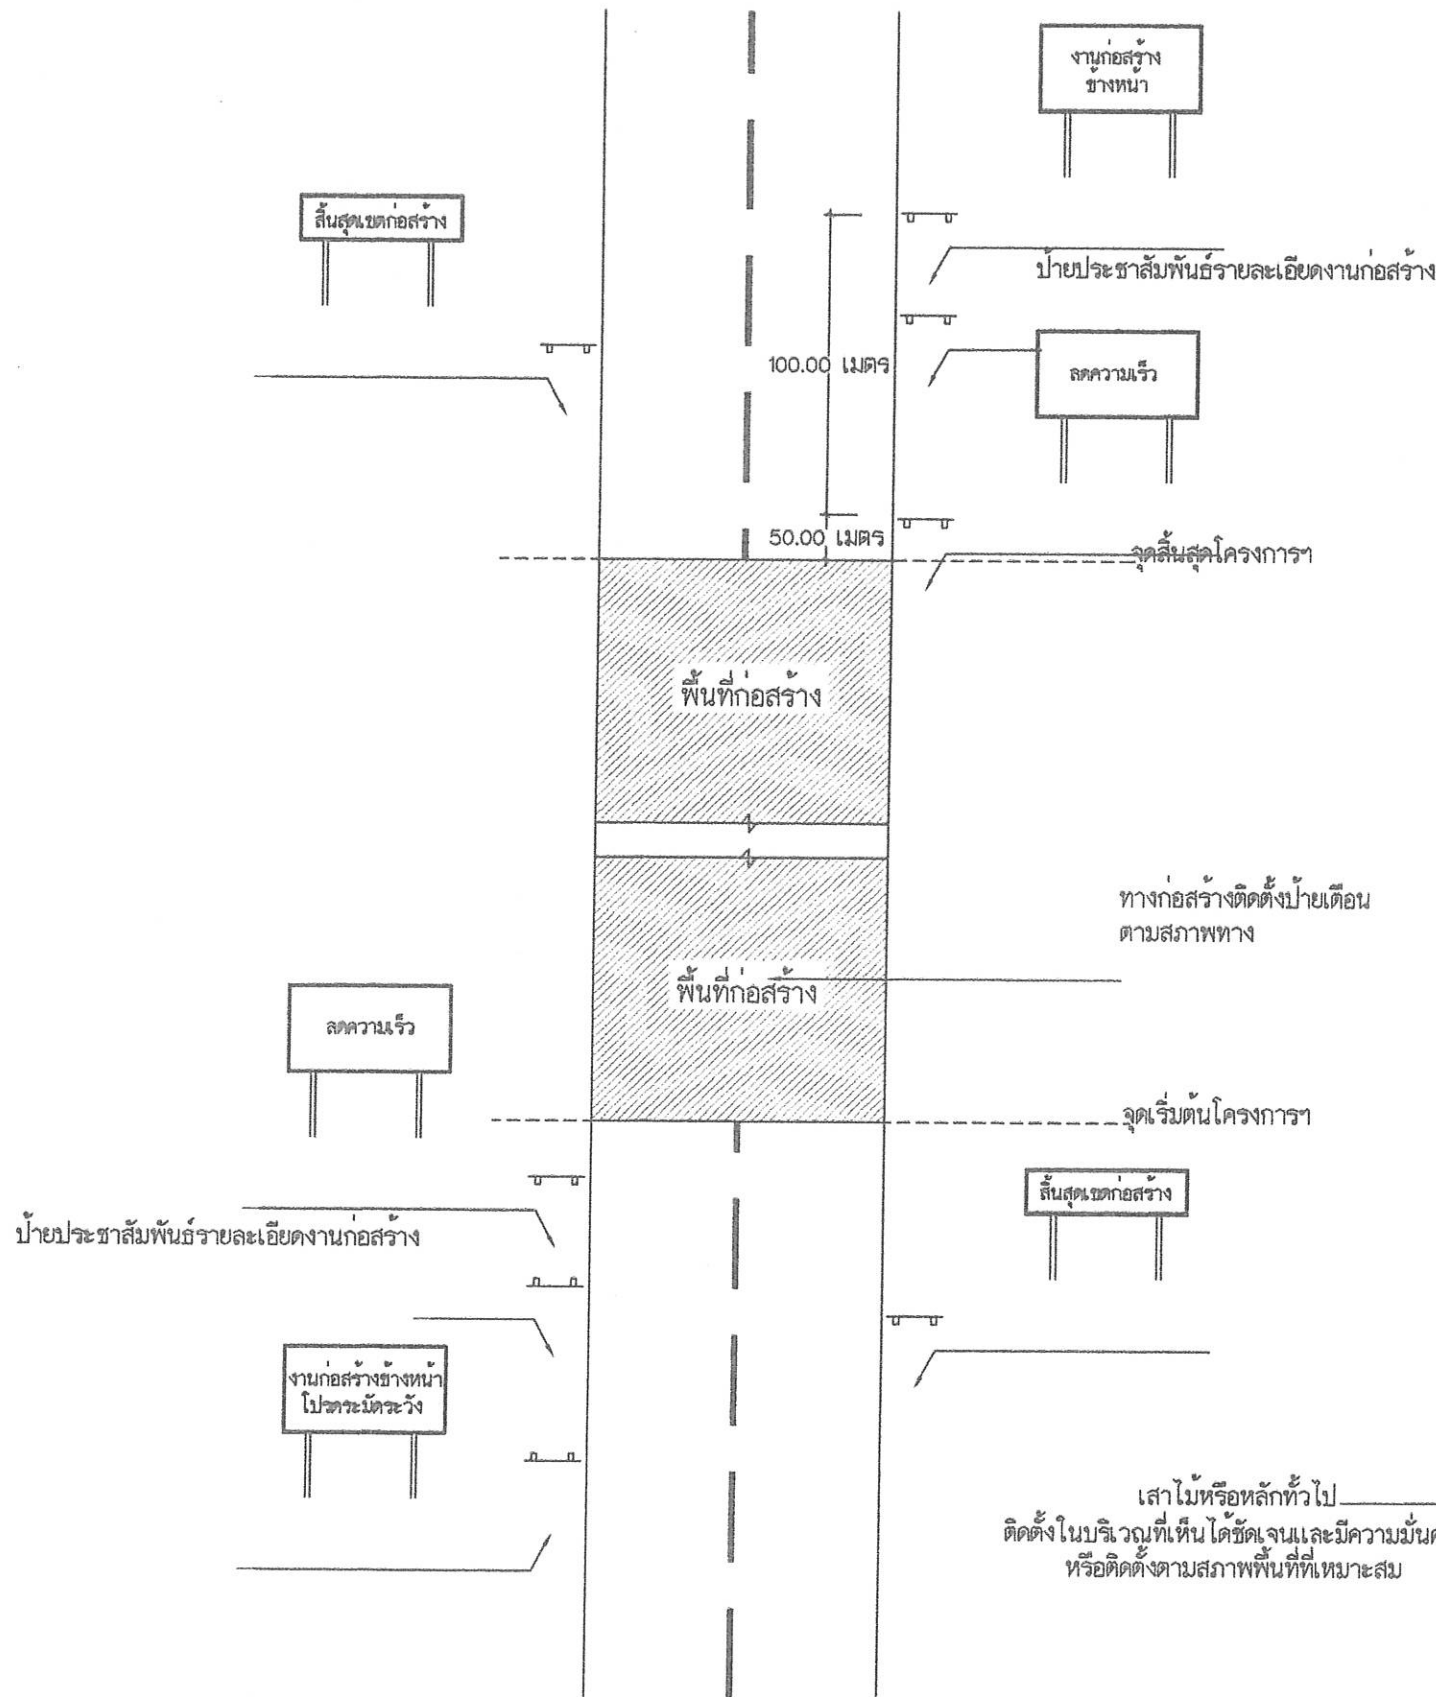 งานก่อสร้าง
ข้างหน้า
สิ้นสุดเขตก่อสร้าง
ป้ายประชาสัมพันธ์รายละเอียดงานก่อสร้าง
100.00 เมตร
ลดความเร็ว
50.00 เมตร
จุดสิ้นสุดโครงการฯ
พื้นที่ก่อสร้าง
ทางก่อสร้างติดตั้งป้ายเตือน
ตามสภาพทาง
พื้นที่ก่อสร้าง
ลดความเร็ว
จุดเริ่มต้นโครงการฯ
สิ้นสุดเขตก่อสร้าง
ป้ายประชาสัมพันธ์รายละเอียดงานก่อสร้าง
งานก่อสร้างข้างหน้า
โปรดระมัดระวัง
เสาไม้หรือหลักทั่วไป
ติดตั้งในบริเวณที่เห็นได้ชัดเจนและมีความมั่นค
หรือติดตั้งตามสภาพพื้นที่ที่เหมาะสม